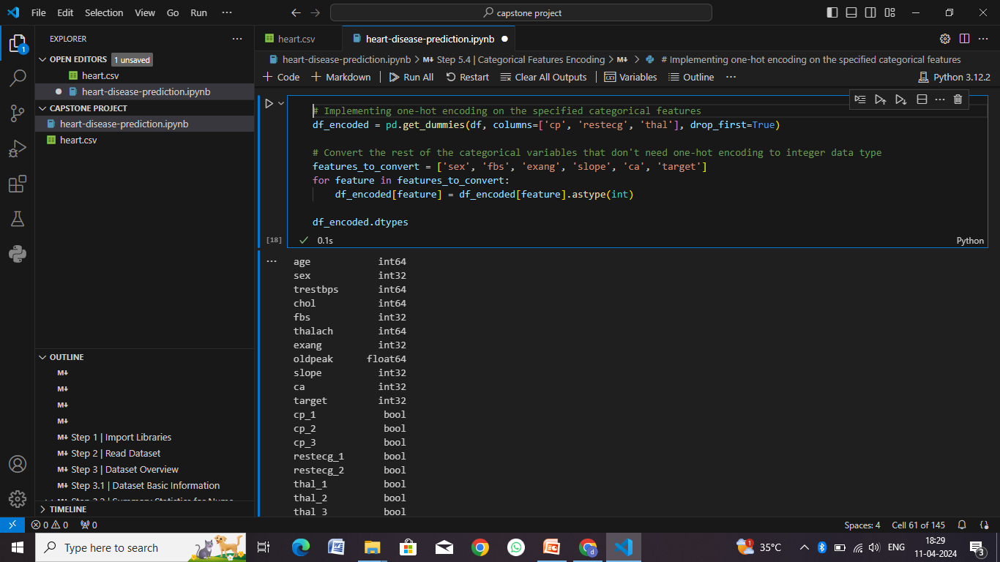 File Edit Selection View Go Run ···
capstone project
EXPLORER ···
OPEN EDITORS 1 unsaved
heart.csv
heart-disease-prediction.ipynb
CAPSTONE PROJECT
heart-disease-prediction.ipynb
heart.csv
OUTLINE
M↓
M↓
M↓
M↓
M↓ Step 1 | Import Libraries
M↓ Step 2 | Read Dataset
M↓ Step 3 | Dataset Overview
M↓ Step 3.1 | Dataset Basic Information
TIMELINE
heart.csv
heart-disease-prediction.ipynb
heart-disease-prediction.ipynb > M↓ Step 5.4 | Categorical Features Encoding > M↓ > # Implementing one-hot encoding on the specified categorical features
+ Code + Markdown | Run All Restart Clear All Outputs | Variables Outline ··· Python 3.12.2
# Implementing one-hot encoding on the specified categorical features
df_encoded = pd.get_dummies(df, columns=['cp', 'restecg', 'thal'], drop_first=True)
# Convert the rest of the categorical variables that don't need one-hot encoding to integer data type
features_to_convert = ['sex', 'fbs', 'exang', 'slope', 'ca', 'target']
for feature in features_to_convert:
    df_encoded[feature] = df_encoded[feature].astype(int)
df_encoded.dtypes
[18] ✓ 0.1s Python
··· age int64
sex int32
trestbps int64
chol int64
fbs int32
thalach int64
exang int32
oldpeak float64
slope int32
ca int32
target int32
cp_1 bool
cp_2 bool
cp_3 bool
restecg_1 bool
restecg_2 bool
thal_1 bool
thal_2 bool
thal_3 bool
0 0 0 Spaces: 4 Cell 61 of 145
Type here to search
35°C ENG 18:29
11-04-2024 3
1
1